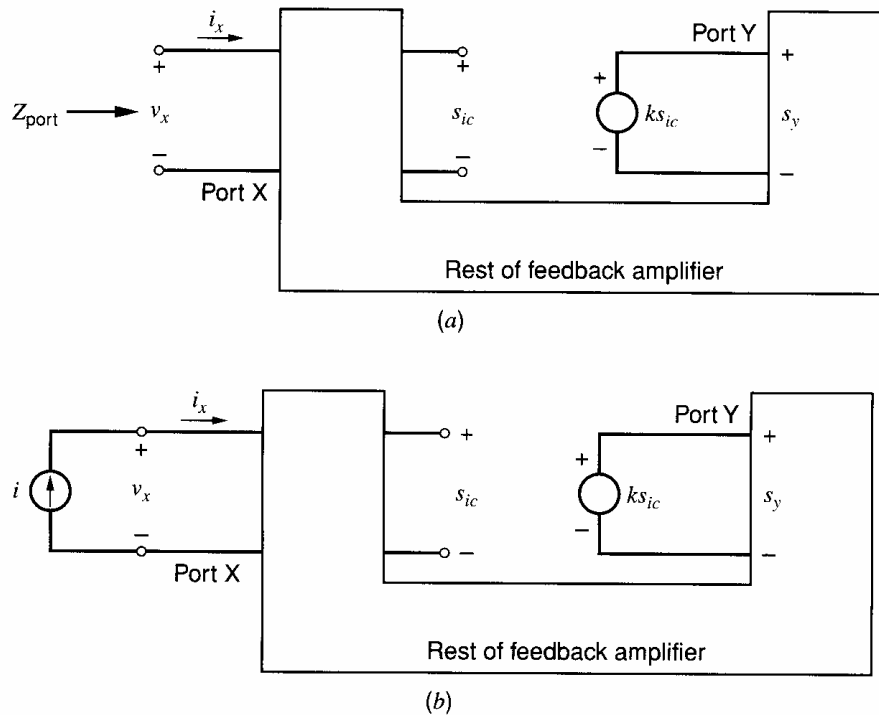 i_x
Port Y
+ + + +
Z_port v_x s_ic ks_ic s_y
− − − −
Port X
Rest of feedback amplifier
(a)
i_x
Port Y
+ + + +
i v_x s_ic ks_ic s_y
− − − −
Port X
Rest of feedback amplifier
(b)